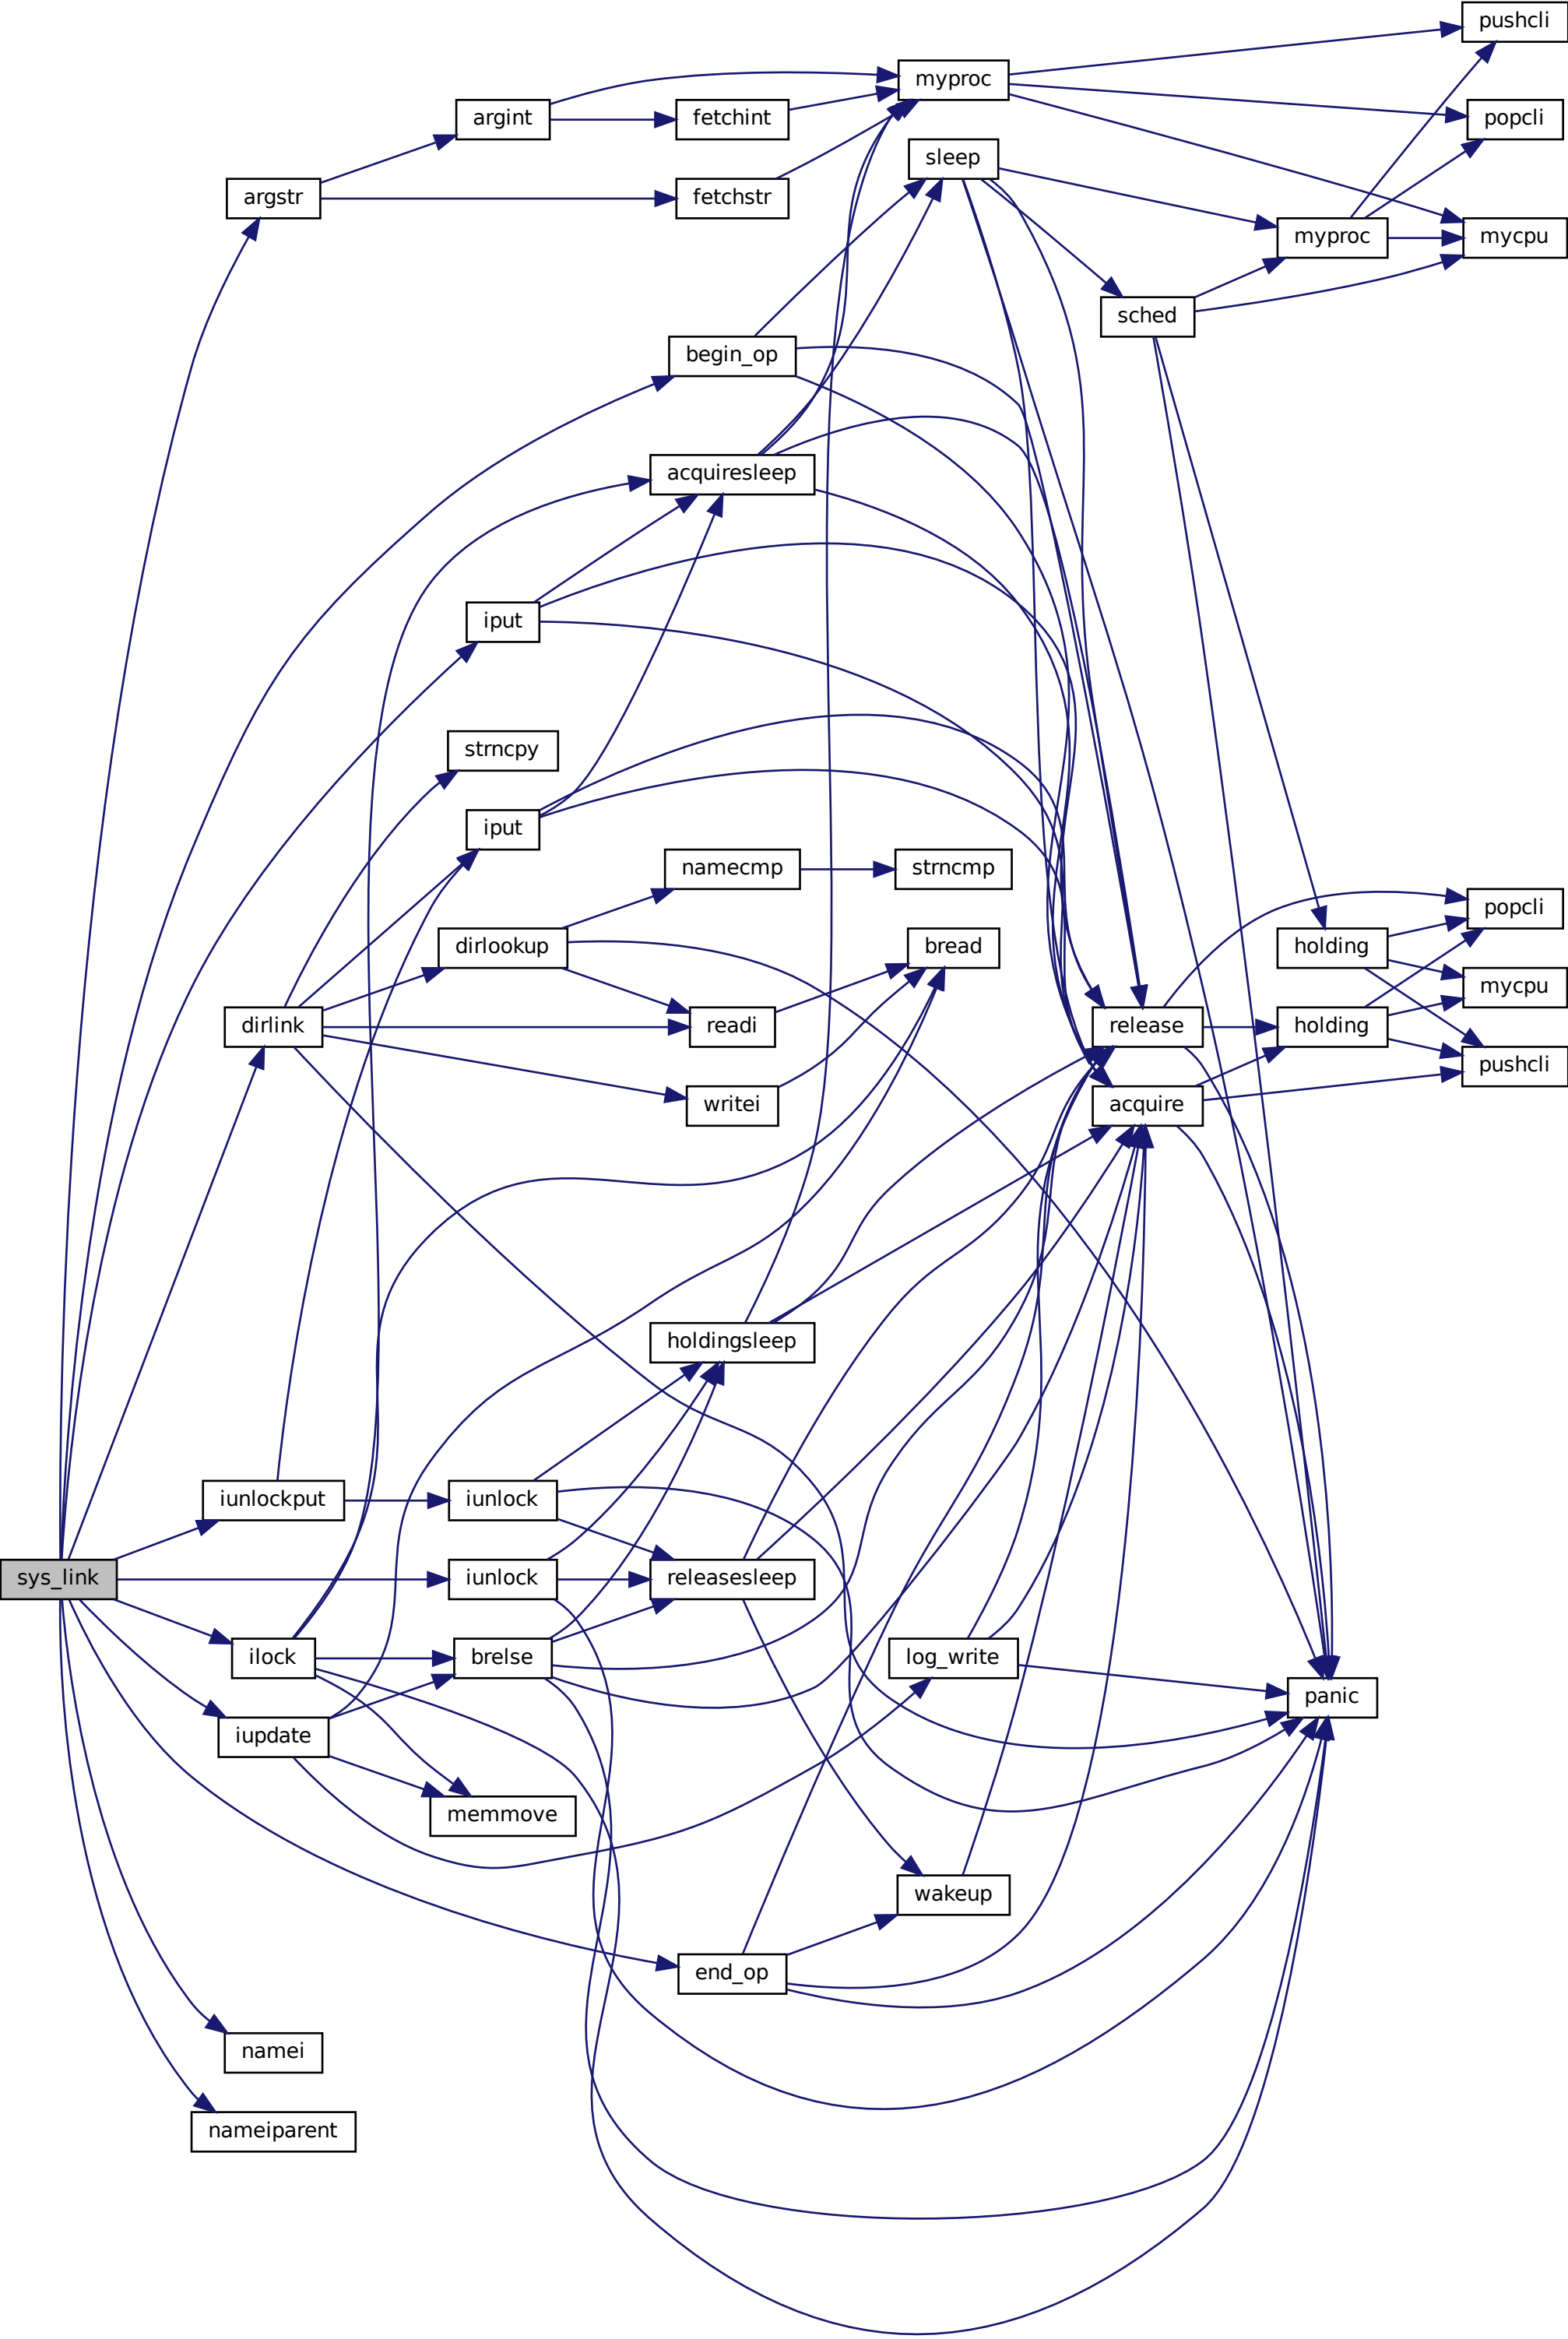 pushcli
myproc
argint
fetchint
popcli
sleep
argstr
fetchstr
myproc
mycpu
sched
begin_op
acquiresleep
iput
strncpy
iput
namecmp
strncmp
popcli
dirlookup
bread
holding
mycpu
dirlink
readi
release
holding
pushcli
writei
acquire
holdingsleep
iunlockput
iunlock
sys_link
iunlock
releasesleep
ilock
brelse
log_write
panic
iupdate
memmove
wakeup
end_op
namei
nameiparent